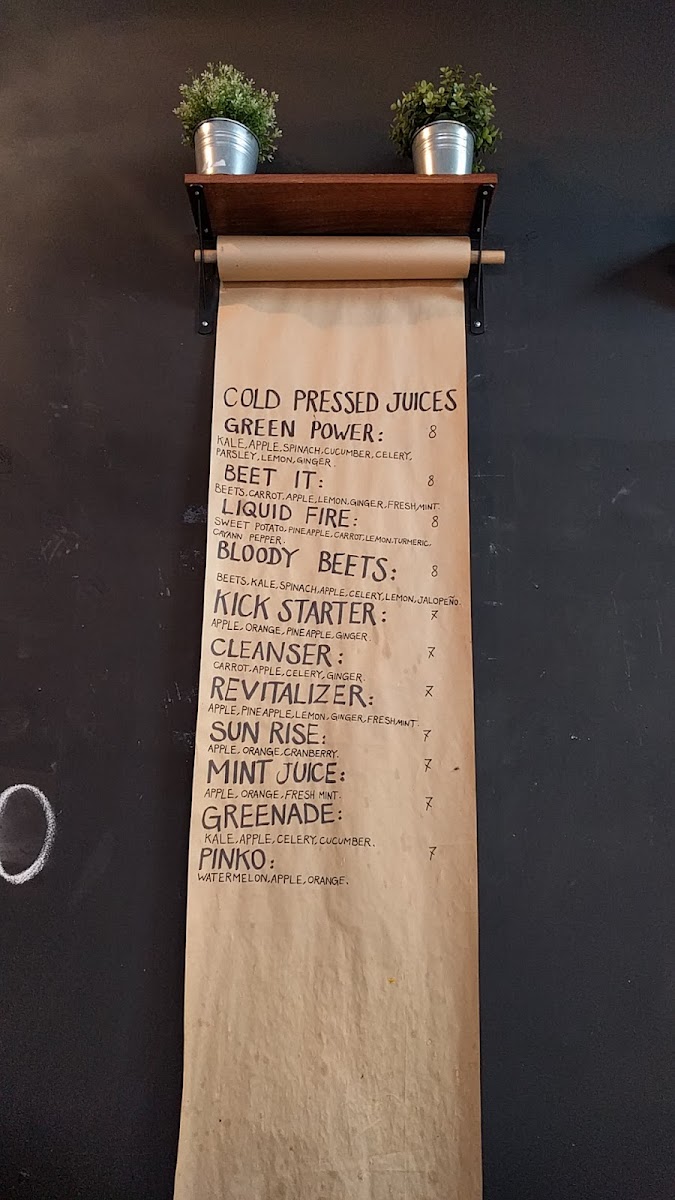 COLD PRESSED JUICES
GREEN POWER: 8
KALE, APPLE, SPINACH, CUCUMBER, CELERY,
PARSLEY, LEMON, GINGER.
BEET IT: 8
BEETS, CARROT, APPLE, LEMON, GINGER, FRESH, MINT.
LIQUID FIRE: 8
SWEET POTATO, PINEAPPLE, CARROT, LEMON, TURMERIC.
CAYANN PEPPER.
BLOODY BEETS: 8
BEETS, KALE, SPINACH, APPLE, CELERY, LEMON, JALOPEÑO.
KICK STARTER: 7
APPLE, ORANGE, PINEAPPLE, GINGER.
CLEANSER: 7
CARROT, APPLE, CELERY, GINGER.
REVITALIZER: 7
APPLE, PINEAPPLE, LEMON, GINGER, FRESH MINT.
SUN RISE: 7
APPLE, ORANGE, CRANBERRY.
MINT JUICE: 7
APPLE, ORANGE, FRESH MINT.
GREENADE: 7
KALE, APPLE, CELERY, CUCUMBER.
PINKO: 7
WATERMELON, APPLE, ORANGE.